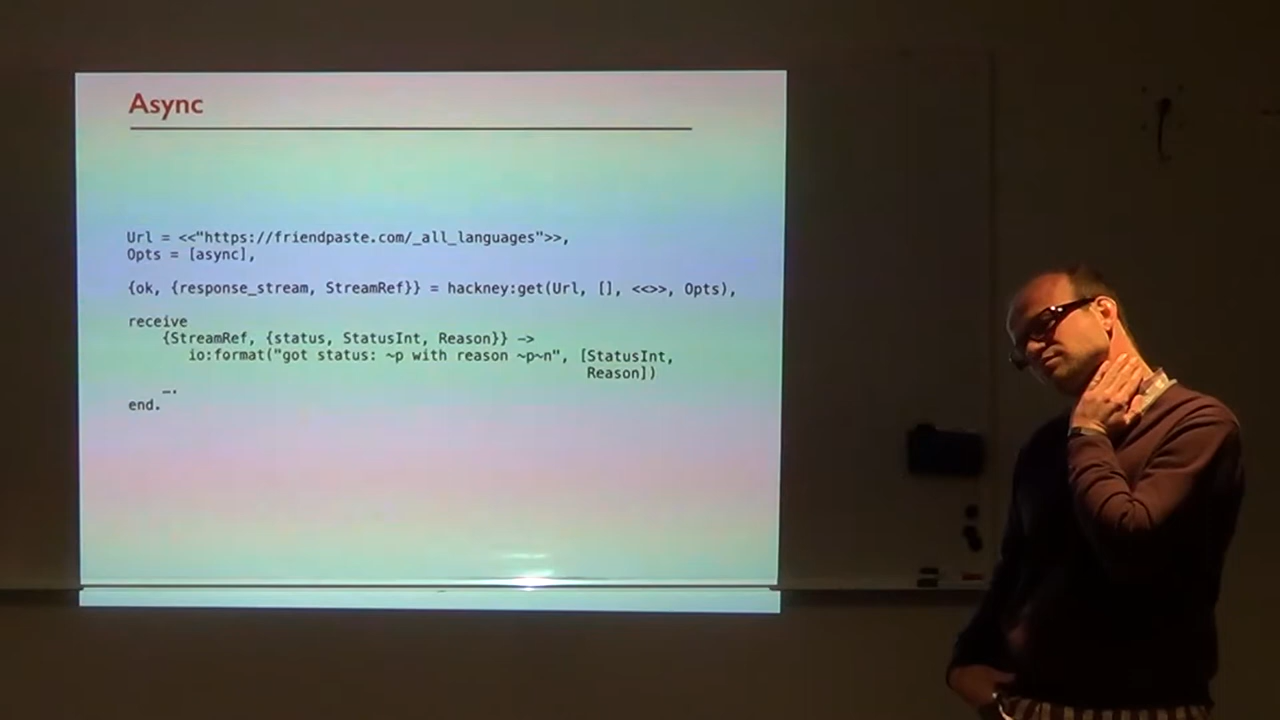 Async
Url = <<"https://friendpaste.com/_all_languages">>,
Opts = [async],
{ok, {response_stream, StreamRef}} = hackney:get(Url, [], <<>>, Opts),
receive
{StreamRef, {status, StatusInt, Reason}} ->
io:format("got status: ~p with reason ~p~n", [StatusInt,
Reason])
….
end.